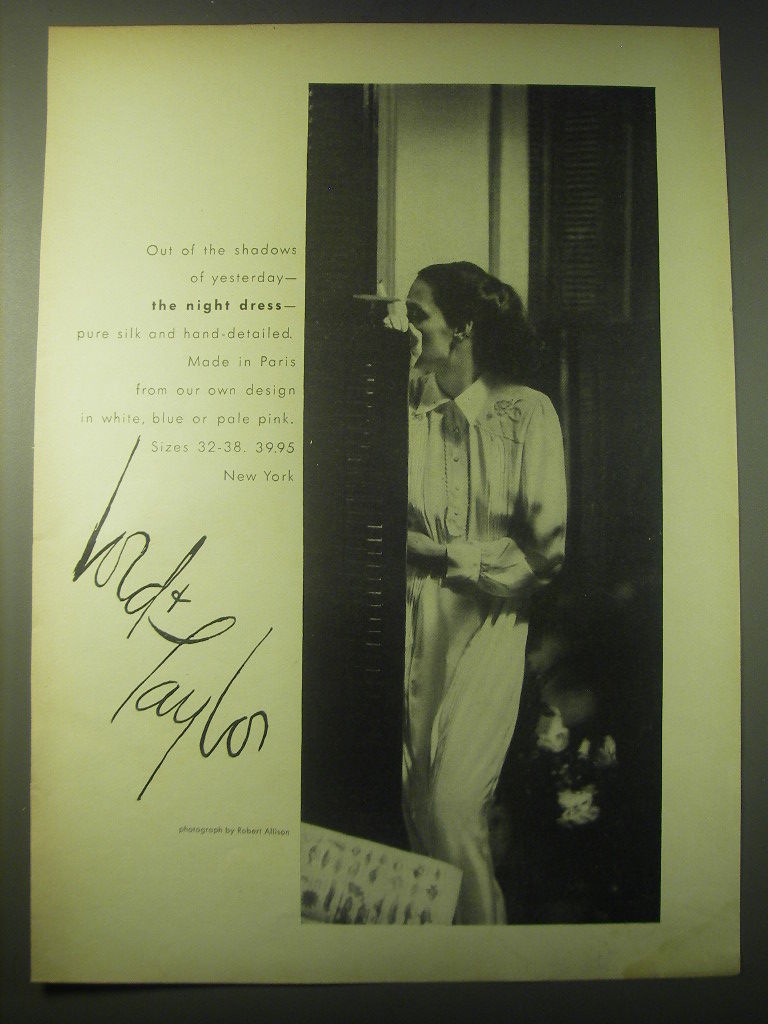 Out of the shadows
of yesterday—
the night dress—
pure silk and hand-detailed.
Made in Paris
from our own design
in white, blue or pale pink.
Sizes 32-38. 39.95
New York
Lord &
Taylor
photograph by Robert Allison